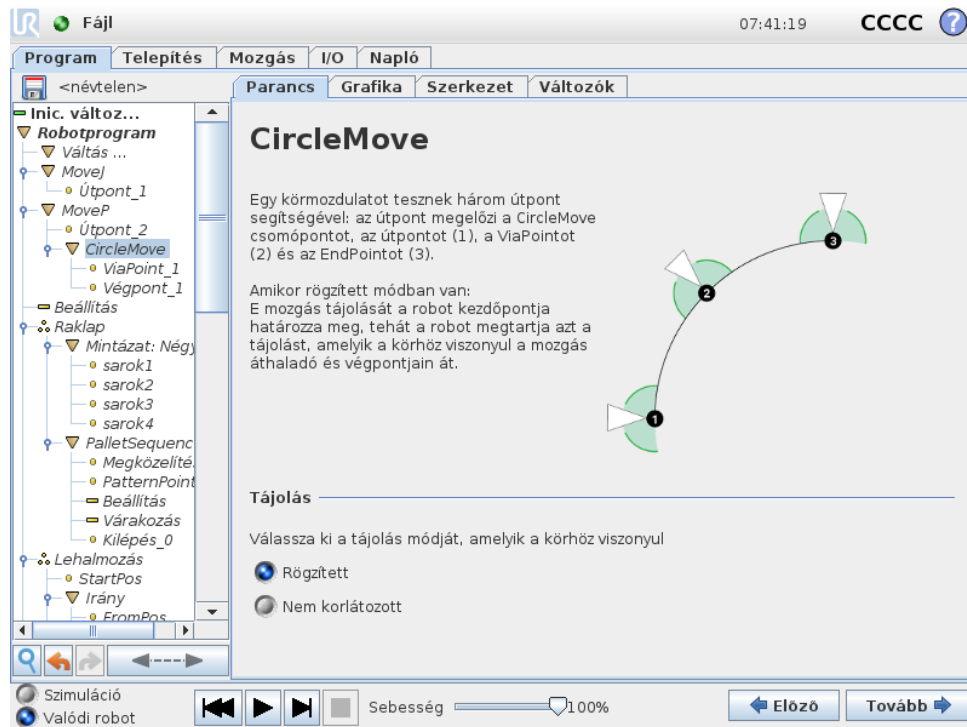 UR
Fájl
07:41:19
CCCC
?
Program
Telepítés
Mozgás
I/O
Napló
<névtelen>
Parancs
Grafika
Szerkezet
Változók
Inic. változ...
Robotprogram
Váltás ...
MoveJ
Útpont_1
MoveP
Útpont_2
CircleMove
ViaPoint_1
Végpont_1
Beállítás
Raklap
Mintázat: Négy
sarok1
sarok2
sarok3
sarok4
PalletSequenc
Megközelíté
PatternPoint
Beállítás
Várakozás
Kilépés_0
Lehalmozás
StartPos
Irány
FromPos
CircleMove
Egy körmozdulatot tesznek három útpont
segítségével: az útpont megelőzi a CircleMove
csomópontot, az útpontot (1), a ViaPointot
(2) és az EndPointot (3).
Amikor rögzített módban van:
E mozgás tájolását a robot kezdőpontja
határozza meg, tehát a robot megtartja azt a
tájolást, amelyik a körhöz viszonyul a mozgás
áthaladó és végpontjain át.
3
2
1
Tájolás
Válassza ki a tájolás módját, amelyik a körhöz viszonyul
Rögzített
Nem korlátozott
Szimuláció
Valódi robot
Sebesség
100%
Előző
Tovább